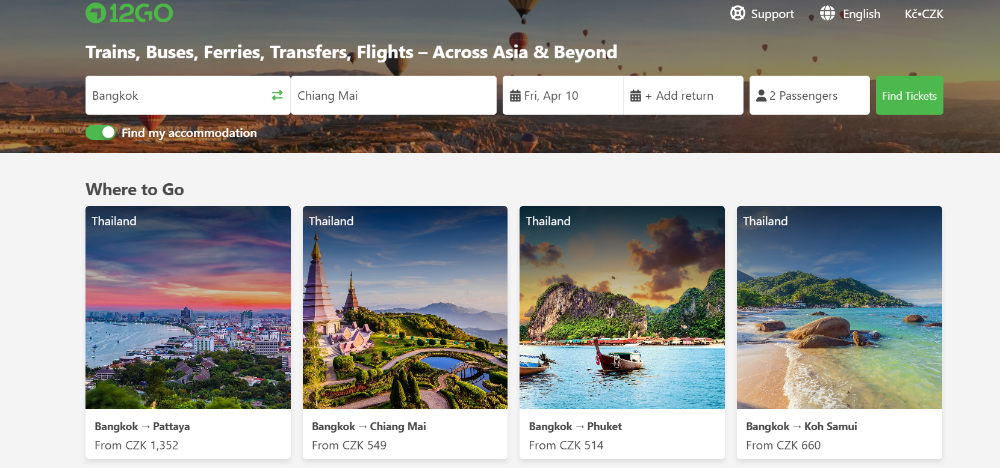 12GO
Support
English
Kč•CZK
Trains, Buses, Ferries, Transfers, Flights – Across Asia & Beyond
Bangkok
Chiang Mai
Fri, Apr 10
+ Add return
2 Passengers
Find Tickets
Find my accommodation
Where to Go
Thailand
Bangkok → Pattaya
From CZK 1,352
Thailand
Bangkok → Chiang Mai
From CZK 549
Thailand
Bangkok → Phuket
From CZK 514
Thailand
Bangkok → Koh Samui
From CZK 660